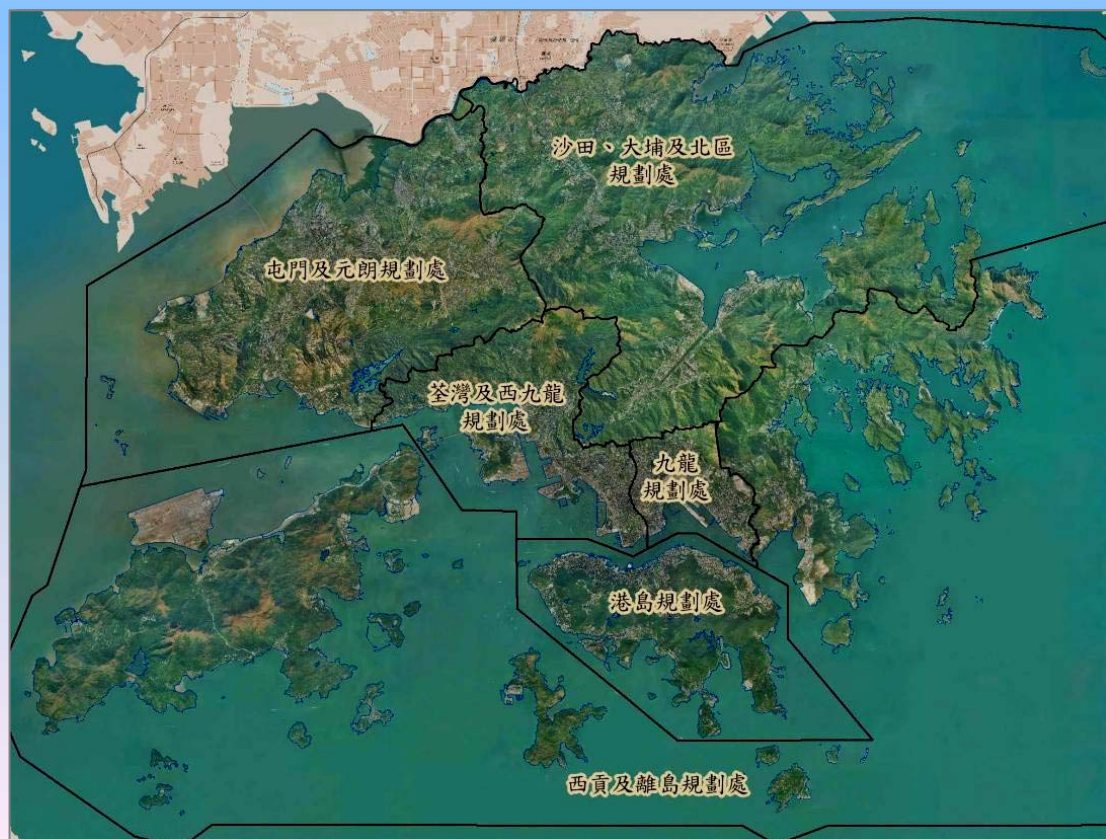 沙田、大埔及北區
規劃處
屯門及元朗規劃處
荃灣及西九龍
規劃處
九龍
規劃處
港島規劃處
西貢及離島規劃處